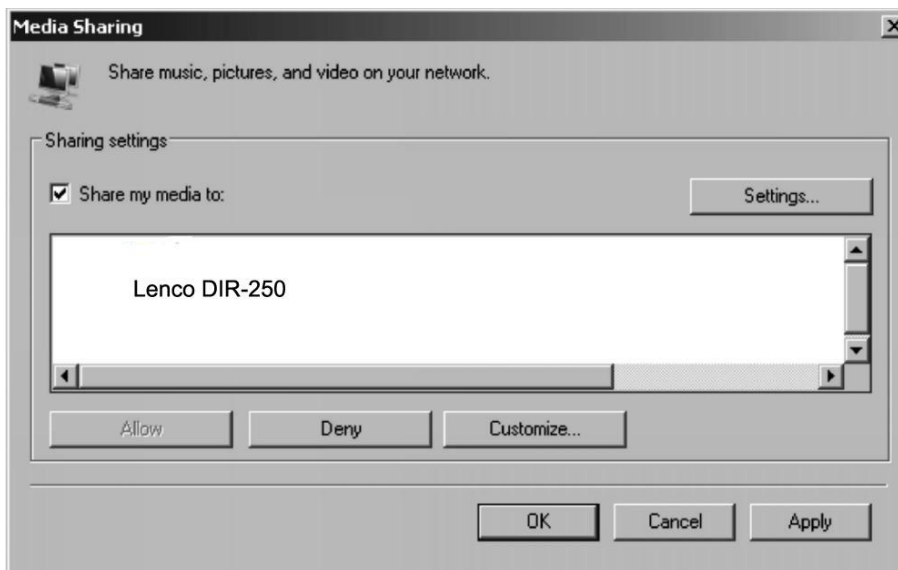 Media Sharing
Share music, pictures, and video on your network.
Sharing settings
Share my media to:
Settings...
Lenco DIR-250
Allow
Deny
Customize...
OK
Cancel
Apply